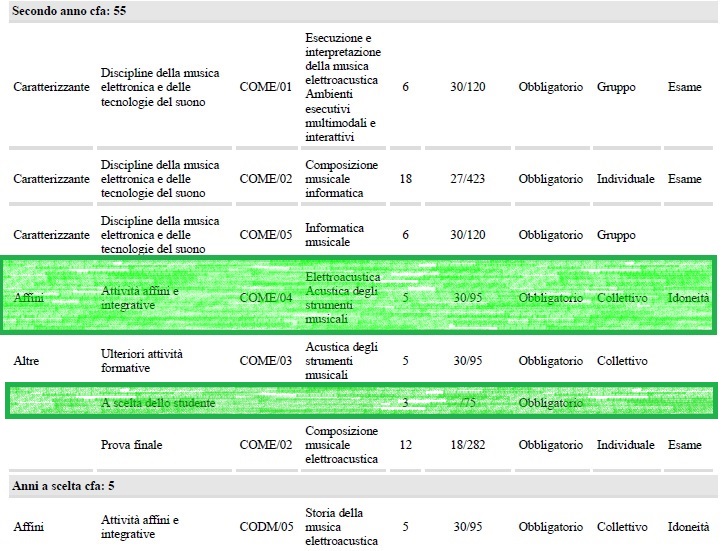 Secondo anno cfa: 55
Caratterizzante Discipline della musica elettronica e delle tecnologie del suono COME/01 Esecuzione e interpretazione della musica elettroacustica Ambienti esecutivi multimodali e interattivi 6 30/120 Obbligatorio Gruppo Esame
Caratterizzante Discipline della musica elettronica e delle tecnologie del suono COME/02 Composizione musicale informatica 18 27/423 Obbligatorio Individuale Esame
Caratterizzante Discipline della musica elettronica e delle tecnologie del suono COME/05 Informatica musicale 6 30/120 Obbligatorio Gruppo
Affini Attività affini e integrative COME/04 Elettroacustica Acustica degli strumenti musicali 5 30/95 Obbligatorio Collettivo Idoneità
Altre Ulteriori attività formative COME/03 Acustica degli strumenti musicali 5 30/95 Obbligatorio Collettivo
A scelta dello studente 3 /75 Obbligatorio
Prova finale COME/02 Composizione musicale elettroacustica 12 18/282 Obbligatorio Individuale Esame
Anni a scelta cfa: 5
Affini Attività affini e integrative CODM/05 Storia della musica elettroacustica 5 30/95 Obbligatorio Collettivo Idoneità